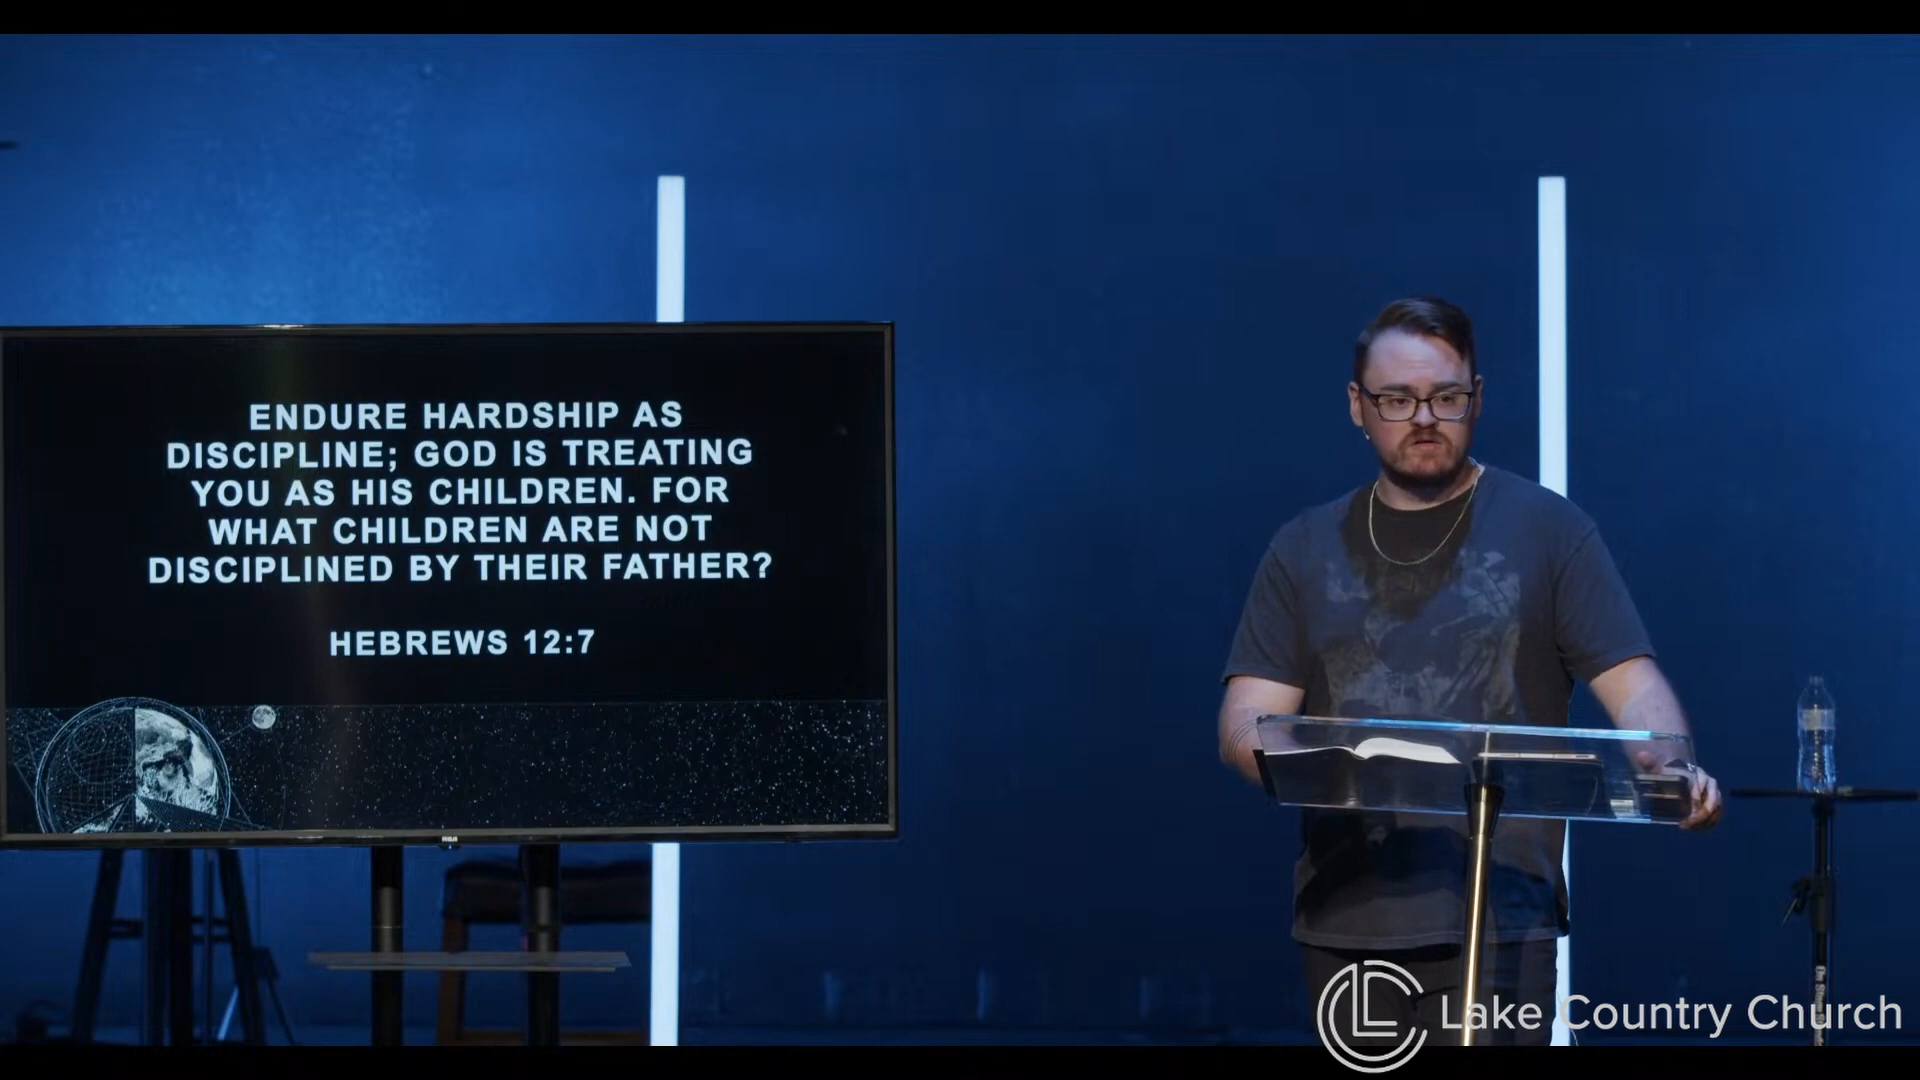 ENDURE HARDSHIP AS
DISCIPLINE; GOD IS TREATING
YOU AS HIS CHILDREN. FOR
WHAT CHILDREN ARE NOT
DISCIPLINED BY THEIR FATHER?
HEBREWS 12:7
RCA
Lake Country Church